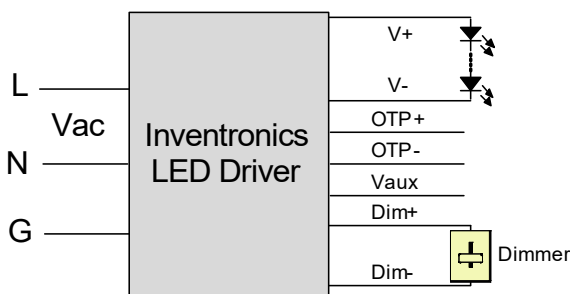 L
Vac
N
G
Inventronics
LED Driver
V+
V-
OTP+
OTP-
Vaux
Dim+
Dim-
Dimmer